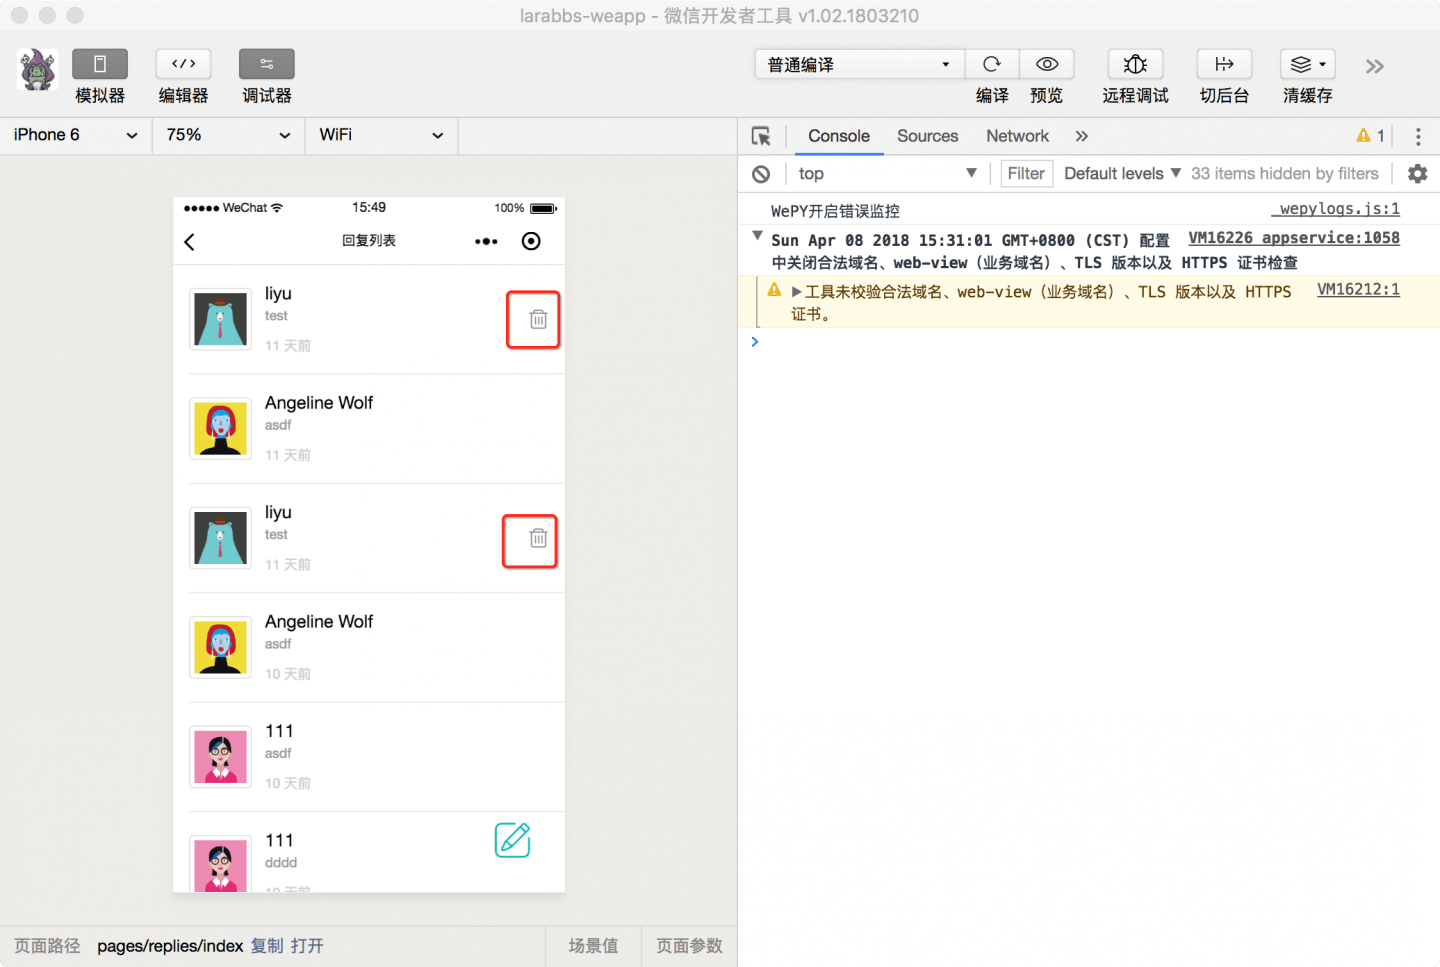 larabbs-weapp - 微信开发者工具 v1.02.1803210
模拟器
编辑器
调试器
普通编译
编译
预览
远程调试
切后台
清缓存
iPhone 6
75%
WiFi
Console
Sources
Network
1
top
Filter
Default levels
33 items hidden by filters
WeChat
15:49
100%
回复列表
liyu
test
11 天前
Angeline Wolf
asdf
11 天前
liyu
test
11 天前
Angeline Wolf
asdf
10 天前
111
asdf
10 天前
111
dddd
10 天前
WePY开启错误监控
_wepylogs.js:1
Sun Apr 08 2018 15:31:01 GMT+0800 (CST) 配置
VM16226 appservice:1058
中关闭合法域名、web-view（业务域名）、TLS 版本以及 HTTPS 证书检查
工具未校验合法域名、web-view（业务域名）、TLS 版本以及 HTTPS
VM16212:1
证书。
页面路径
pages/replies/index
复制
打开
场景值
页面参数